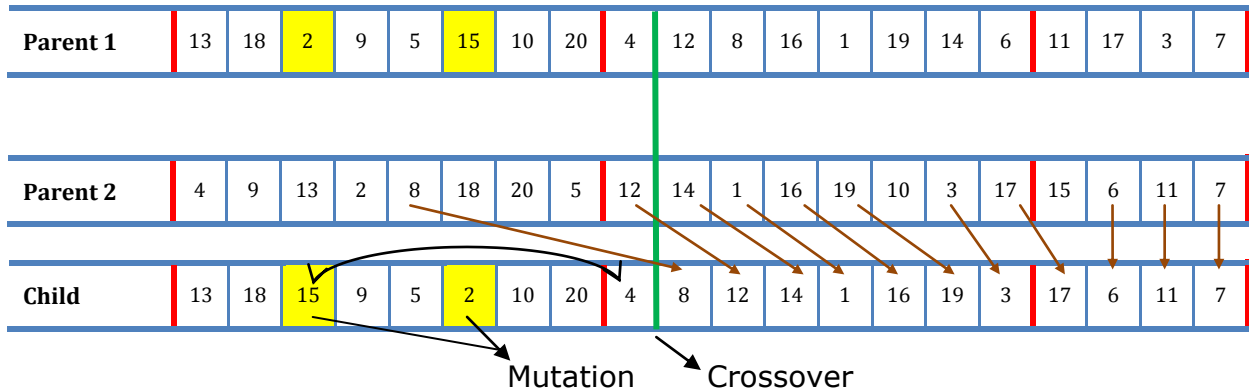 Parent 1 13 18 2 9 5 15 10 20 4 12 8 16 1 19 14 6 11 17 3 7
Parent 2 4 9 13 2 8 18 20 5 12 14 1 16 19 10 3 17 15 6 11 7
Child 13 18 15 9 5 2 10 20 4 8 12 14 1 16 19 3 17 6 11 7
Mutation Crossover